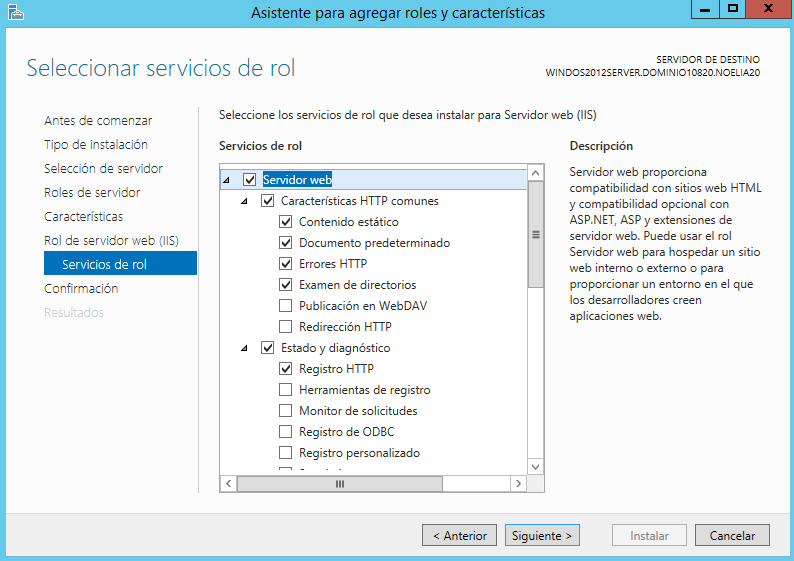 Asistente para agregar roles y características
Seleccionar servicios de rol
SERVIDOR DE DESTINO
WINDOS2012SERVER.DOMINIO10820.NOELIA20
Antes de comenzar
Tipo de instalación
Selección de servidor
Roles de servidor
Características
Rol de servidor web (IIS)
Servicios de rol
Confirmación
Resultados
Seleccione los servicios de rol que desea instalar para Servidor web (IIS)
Servicios de rol
Servidor web
Características HTTP comunes
Contenido estático
Documento predeterminado
Errores HTTP
Examen de directorios
Publicación en WebDAV
Redirección HTTP
Estado y diagnóstico
Registro HTTP
Herramientas de registro
Monitor de solicitudes
Registro de ODBC
Registro personalizado
Descripción
Servidor web proporciona
compatibilidad con sitios web HTML
y compatibilidad opcional con
ASP.NET, ASP y extensiones de
servidor web. Puede usar el rol
Servidor web para hospedar un sitio
web interno o externo o para
proporcionar un entorno en el que
los desarrolladores creen
aplicaciones web.
< Anterior
Siguiente >
Instalar
Cancelar